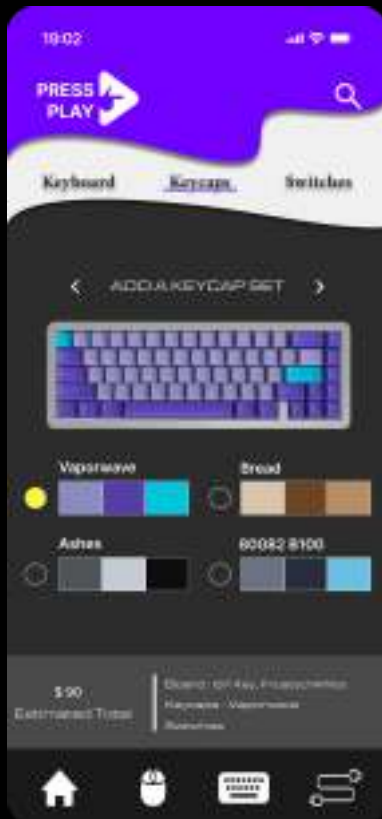 19:02
PRESS
PLAY
Keyboard Keycaps Switches
ADD A KEYCAP SET
Vaporwave Bread
Ashes
$ 90
Estimated Total
Keycaps : Vaporwave
Switches